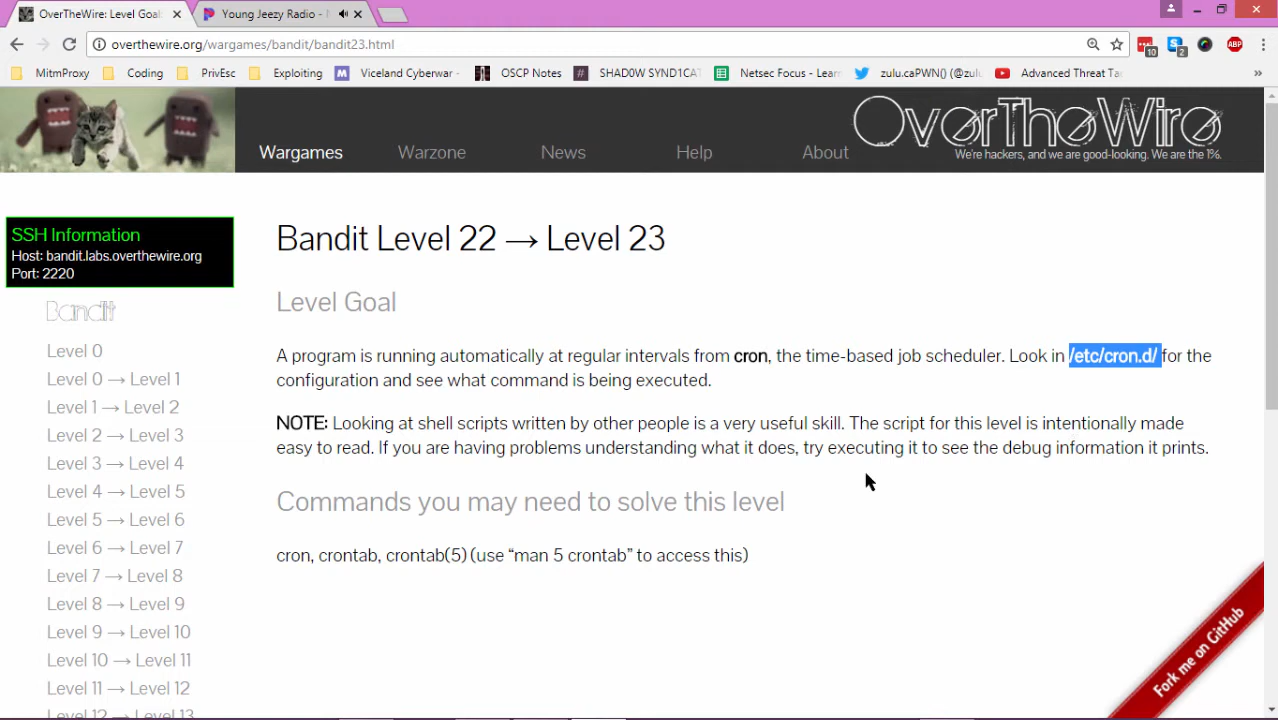 OverTheWire: Level Goal
Young Jeezy Radio - N
overthewire.org/wargames/bandit/bandit23.html
10
2
ABP
MitmProxy
Coding
PrivEsc
Exploiting
Viceland Cyberwar -
OSCP Notes
SHAD0W SYND1CAT
Netsec Focus - Learn
zulu.caPWN() (@zulu
Advanced Threat Tac
»
OverTheWire
We're hackers, and we are good-looking. We are the 1%.
Wargames
Warzone
News
Help
About
SSH Information
Host: bandit.labs.overthewire.org
Port: 2220
Bandit
Level 0
Level 0 → Level 1
Level 1 → Level 2
Level 2 → Level 3
Level 3 → Level 4
Level 4 → Level 5
Level 5 → Level 6
Level 6 → Level 7
Level 7 → Level 8
Level 8 → Level 9
Level 9 → Level 10
Level 10 → Level 11
Level 11 → Level 12
Level 12 → Level 13
Bandit Level 22 → Level 23
Level Goal
A program is running automatically at regular intervals from cron, the time-based job scheduler. Look in /etc/cron.d/ for the
configuration and see what command is being executed.
NOTE: Looking at shell scripts written by other people is a very useful skill. The script for this level is intentionally made
easy to read. If you are having problems understanding what it does, try executing it to see the debug information it prints.
Commands you may need to solve this level
cron, crontab, crontab(5) (use “man 5 crontab” to access this)
Fork me on GitHub